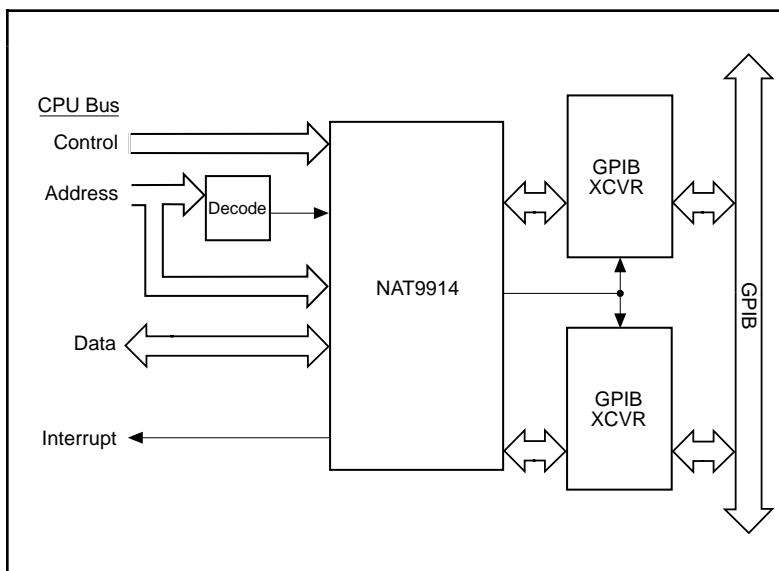 CPU Bus
Control
Address
Decode
Data
Interrupt
NAT9914
GPIB
XCVR
GPIB
XCVR
GPIB